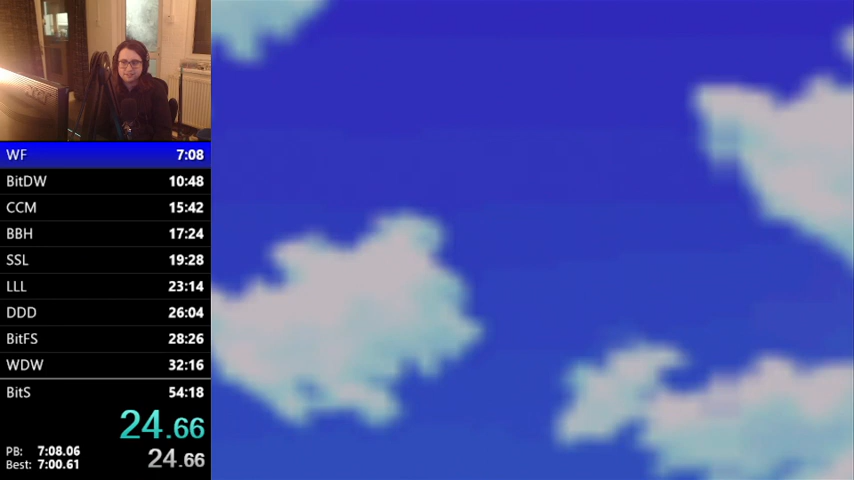 WF 7:08
BitDW 10:48
CCM 15:42
BBH 17:24
SSL 19:28
LLL 23:14
DDD 26:04
BitFS 28:26
WDW 32:16
BitS 54:18
24.66
PB: 7:08.06
Best: 7:00.61
24.66